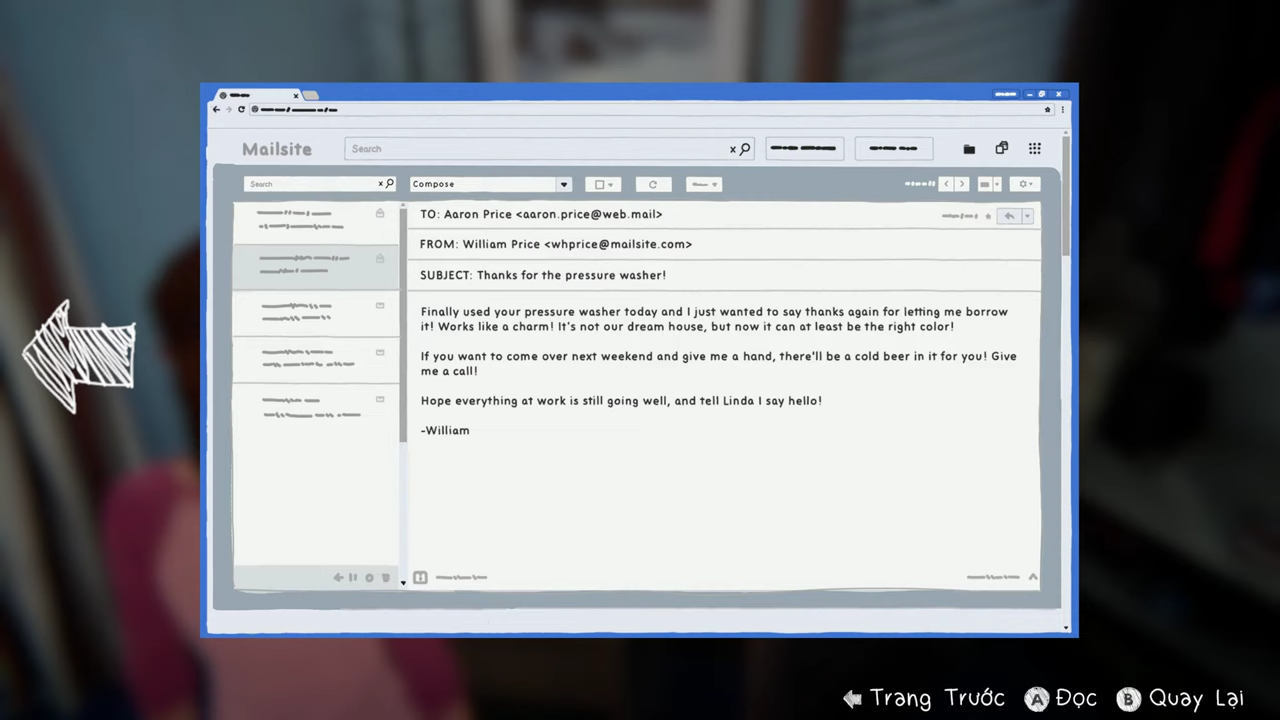 Mailsite
Search
x
Search
x
Compose
TO: Aaron Price <aaron.price@web.mail>
FROM: William Price <whprice@mailsite.com>
SUBJECT: Thanks for the pressure washer!
Finally used your pressure washer today and I just wanted to say thanks again for letting me borrow
it! Works like a charm! It's not our dream house, but now it can at least be the right color!
If you want to come over next weekend and give me a hand, there'll be a cold beer in it for you! Give
me a call!
Hope everything at work is still going well, and tell Linda I say hello!
-William
Trang Trước A Đọc B Quay Lại